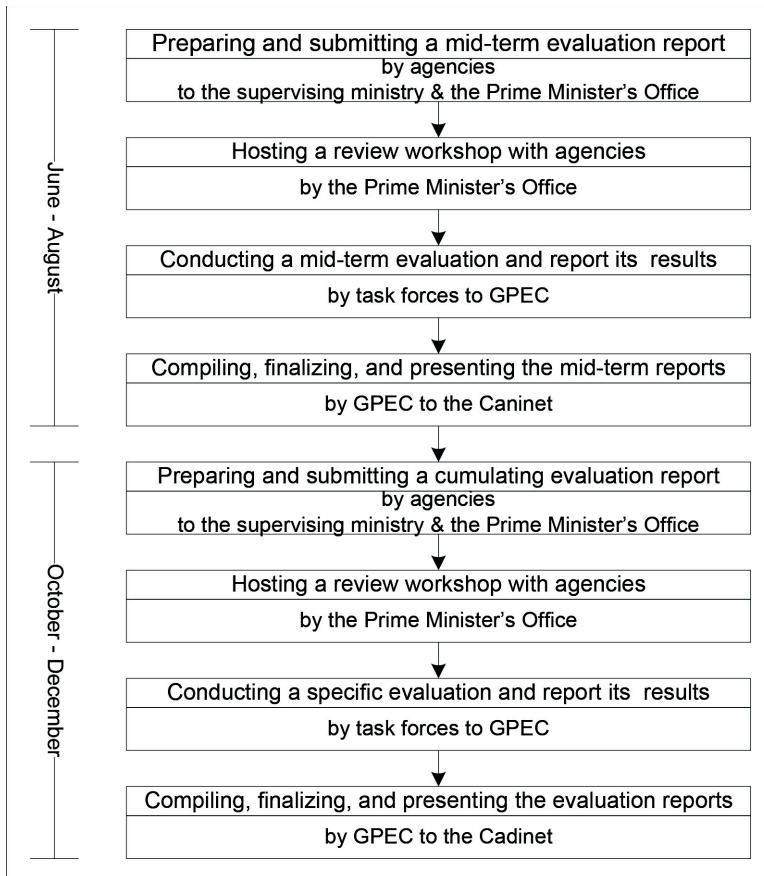 June - August
Preparing and submitting a mid-term evaluation report
by agencies
to the supervising ministry & the Prime Minister’s Office
Hosting a review workshop with agencies
by the Prime Minister’s Office
Conducting a mid-term evaluation and report its  results
by task forces to GPEC
Compiling, finalizing, and presenting the mid-term reports
by GPEC to the Caninet
October - December
Preparing and submitting a cumulating evaluation report
by agencies
to the supervising ministry & the Prime Minister’s Office
Hosting a review workshop with agencies
by the Prime Minister’s Office
Conducting a specific evaluation and report its  results
by task forces to GPEC
Compiling, finalizing, and presenting the evaluation reports
by GPEC to the Cadinet